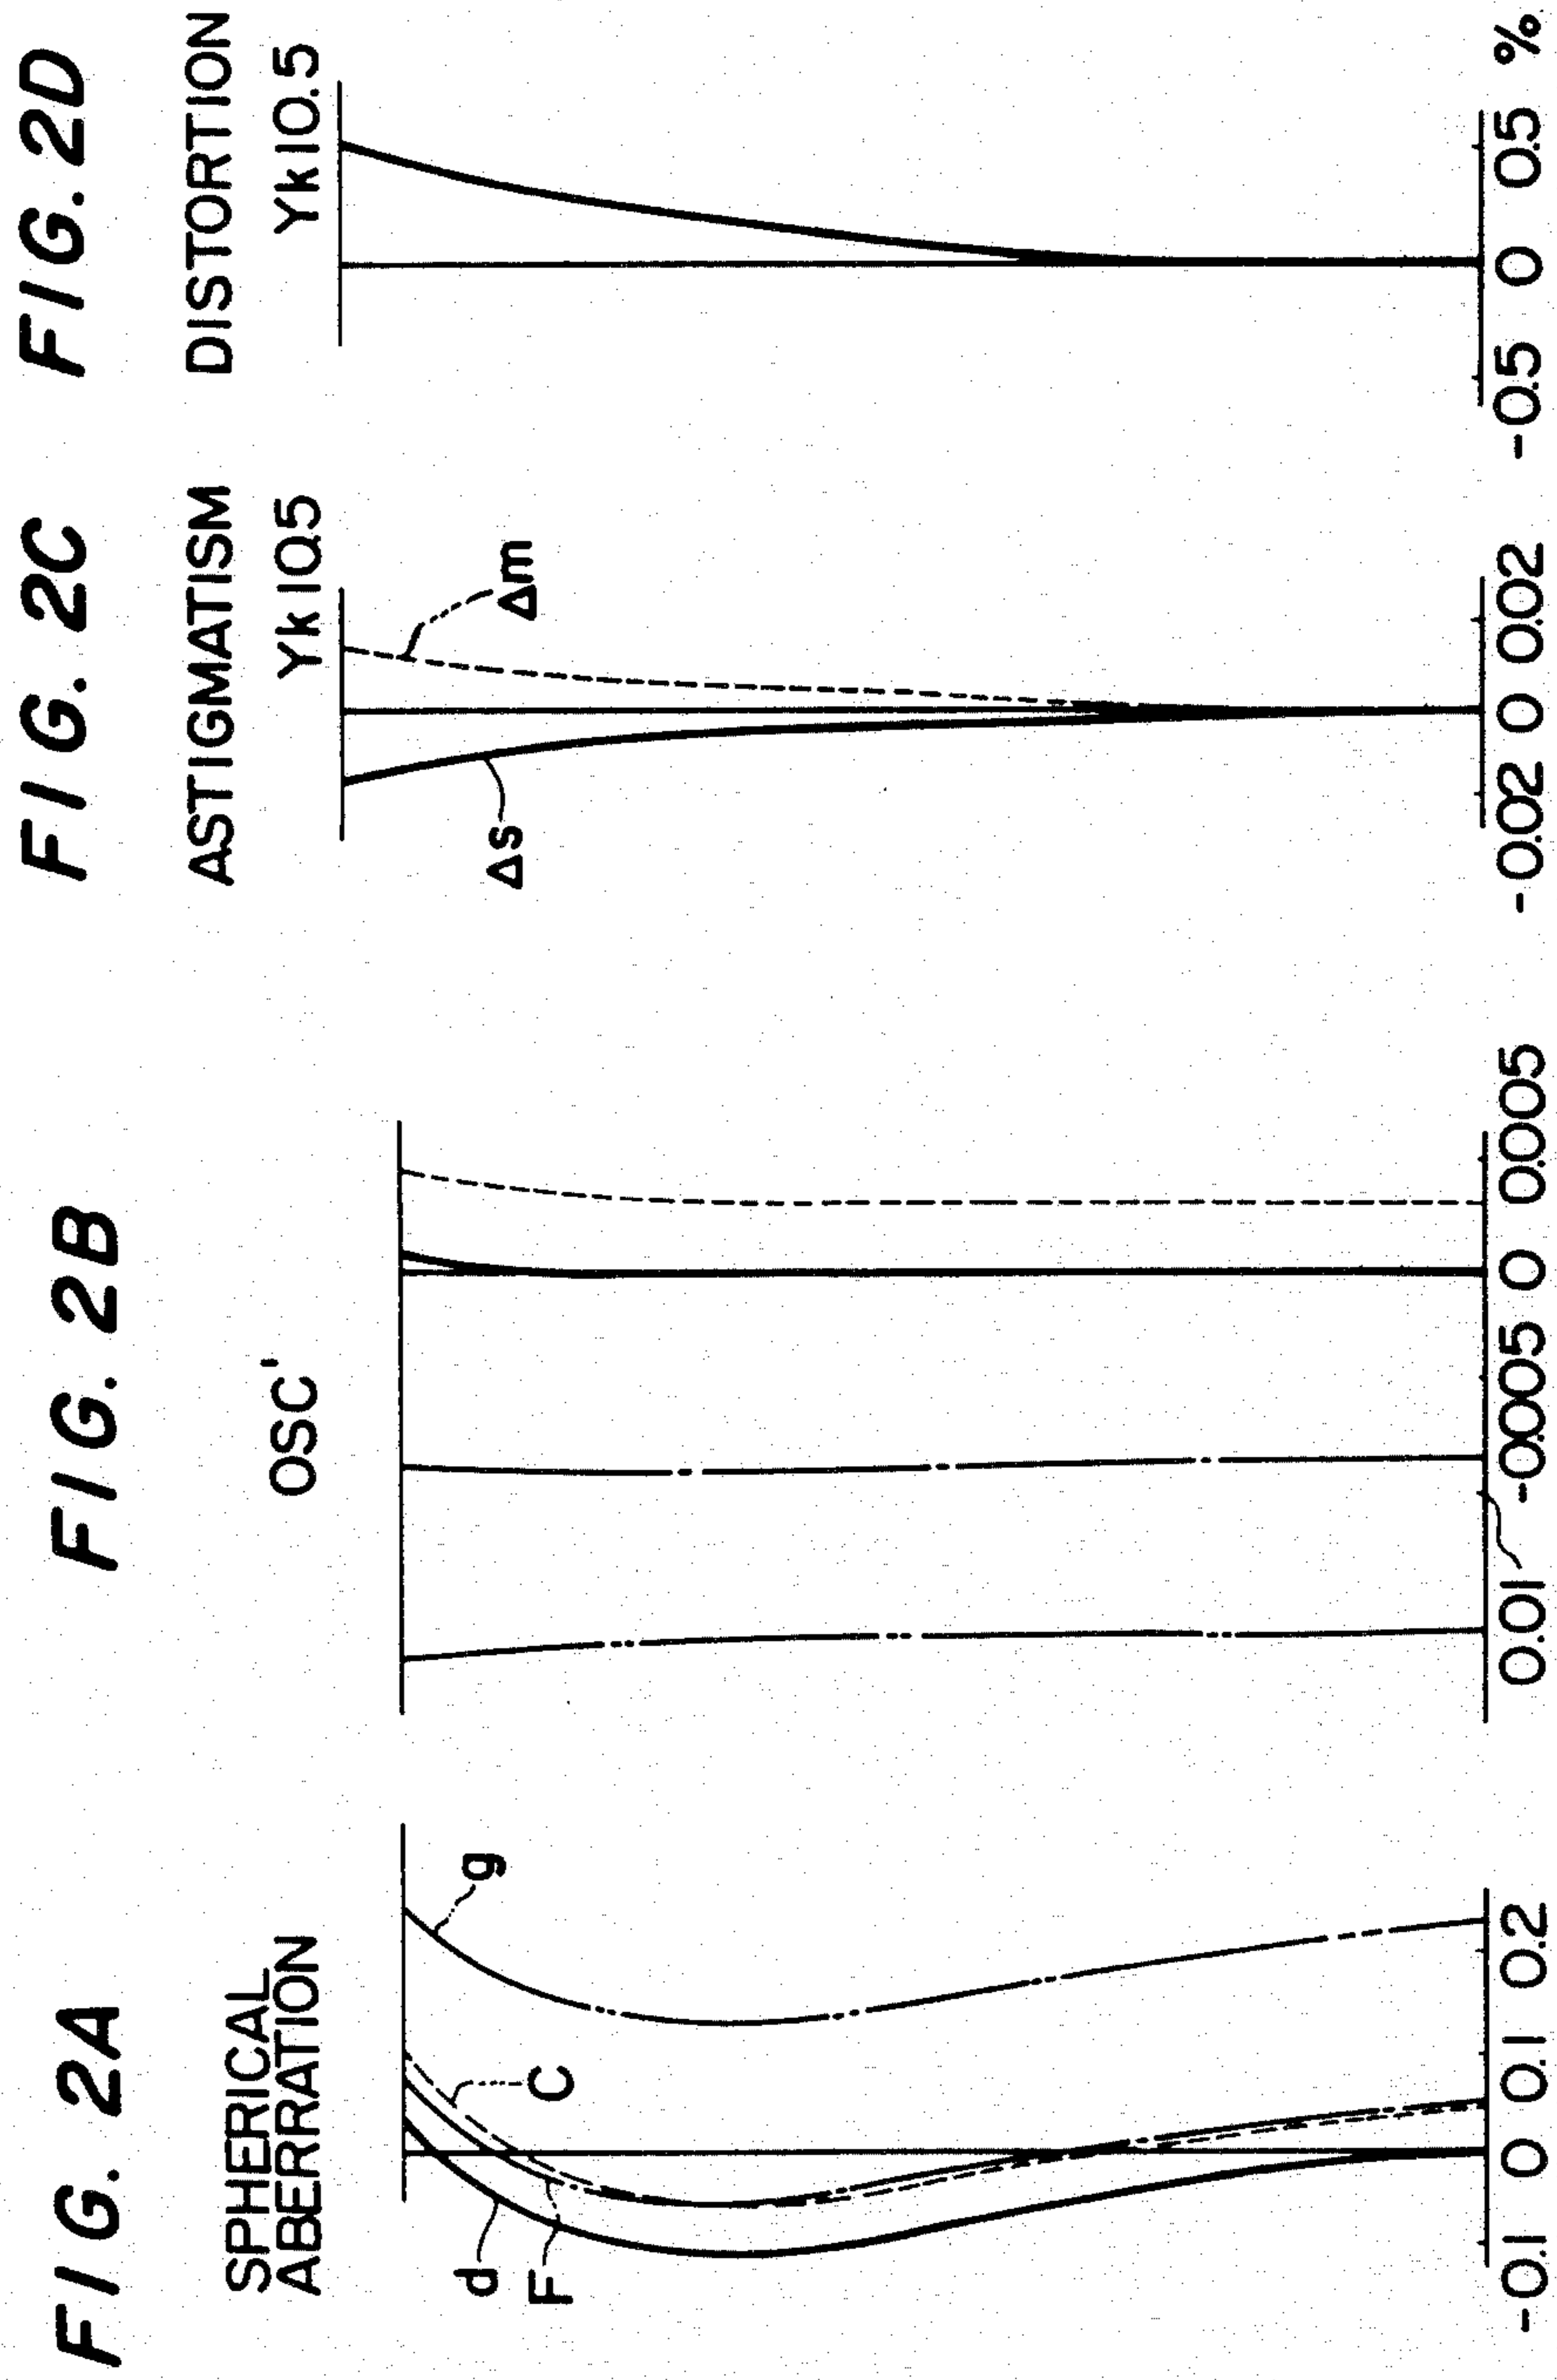 FIG. 2A
SPHERICAL
ABERRATION
g
C
d
F
-0.1 0 0.1 0.2
FIG. 2B
OSC'
0.01 -0.005 0 0.005
FIG. 2C
ASTIGMATISM
Yk 10.5
Δm
Δs
-0.02 0 0.02
FIG. 2D
DISTORTION
Yk 10.5
-0.5 0 0.5 %